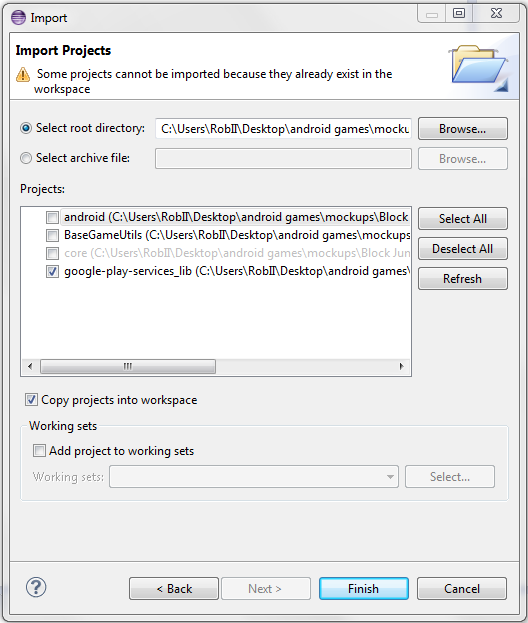 Import
Import Projects
Some projects cannot be imported because they already exist in the
workspace
Select root directory:
C:\Users\RobII\Desktop\android games\mocku
Browse...
Select archive file:
Browse...
Projects:
android (C:\Users\RobII\Desktop\android games\mockups\Block
BaseGameUtils (C:\Users\RobII\Desktop\android games\mockups
core (C:\Users\RobII\Desktop\android games\mockups\Block Jun
google-play-services_lib (C:\Users\RobII\Desktop\android games\
Select All
Deselect All
Refresh
Copy projects into workspace
Working sets
Add project to working sets
Working sets:
Select...
?
< Back
Next >
Finish
Cancel